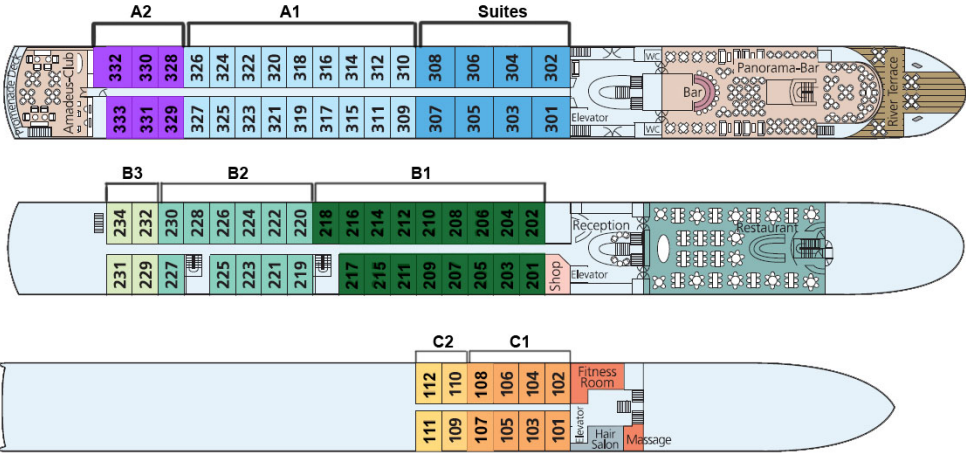 A2
A1
Suites
332 330 328 326 324 322 320 318 316 314 312 310 308 306 304 302
333 331 329 327 325 323 321 319 317 315 311 309 307 305 303 301
Promenade Deck
Amadeus-Club
Elevator
WC
WC
Bar
Panorama-Bar
River Terrace
B3
B2
B1
234 232 230 228 226 224 222 220 218 216 214 212 210 208 206 204 202
231 229 227 225 223 221 219 217 215 211 209 207 205 203 201
Shop
Reception
Elevator
Restaurant
C2
C1
112 110 108 106 104 102
111 109 107 105 103 101
Fitness
Room
Elevator
Hair
Salon
Massage